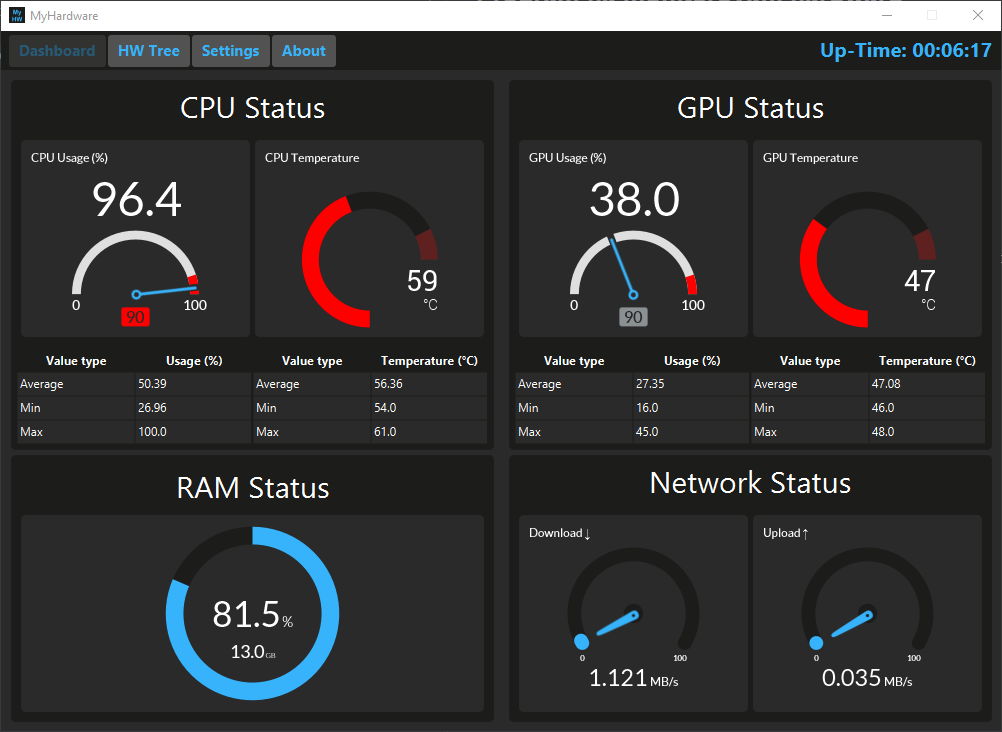 My
HW
MyHardware
Dashboard HW Tree Settings About Up-Time: 00:06:17
CPU Status
CPU Usage (%)
96.4
0 100
90
CPU Temperature
59
°C
Value type Usage (%) Value type Temperature (°C)
Average 50.39 Average 56.36
Min 26.96 Min 54.0
Max 100.0 Max 61.0
GPU Status
GPU Usage (%)
38.0
0 100
90
GPU Temperature
47
°C
Value type Usage (%) Value type Temperature (°C)
Average 27.35 Average 47.08
Min 16.0 Min 46.0
Max 45.0 Max 48.0
RAM Status
81.5%
13.0GB
Network Status
Download↓
0 100
1.121 MB/s
Upload↑
0 100
0.035 MB/s